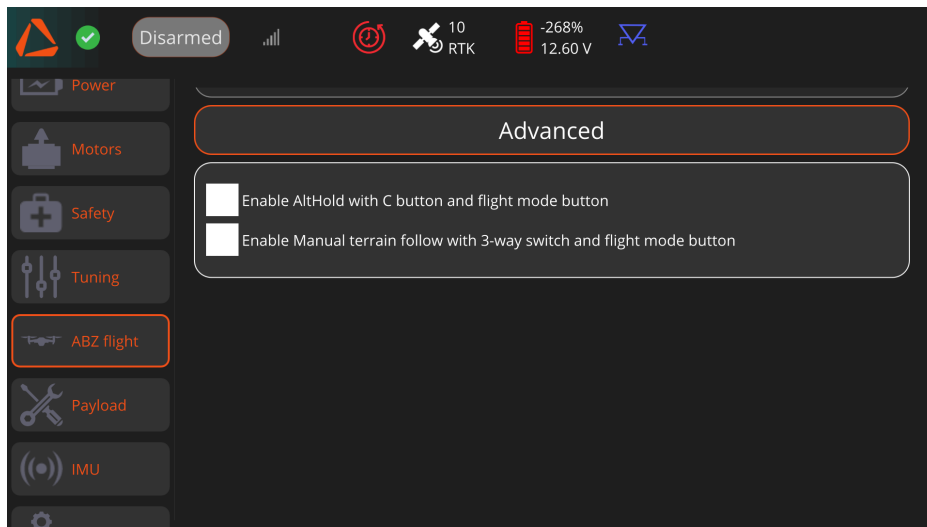 Disarmed
10
RTK
-268%
12.60 V
Power
Motors
Safety
Tuning
ABZ flight
Payload
IMU
Advanced
Enable AltHold with C button and flight mode button
Enable Manual terrain follow with 3-way switch and flight mode button